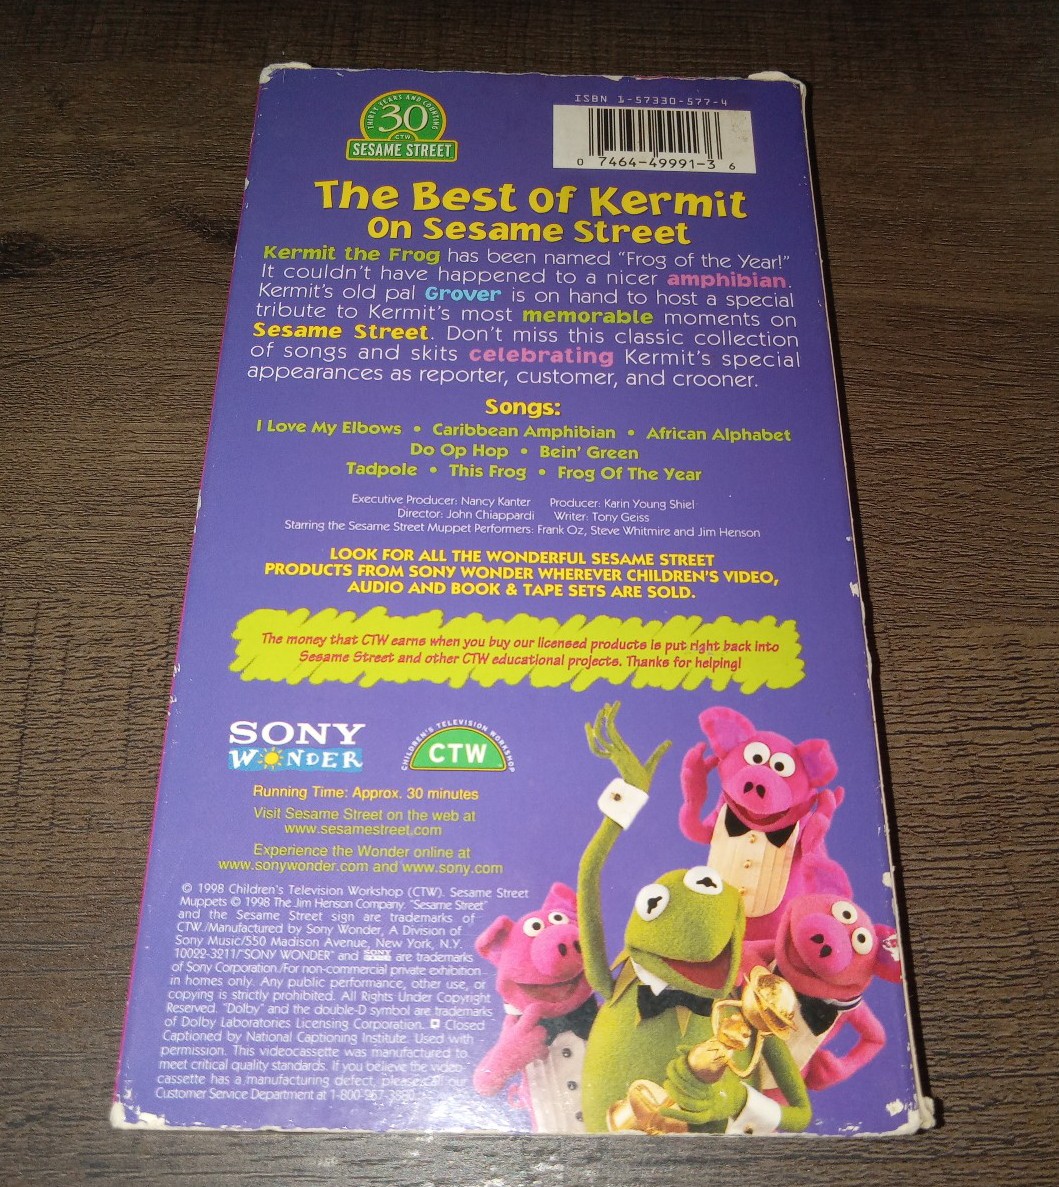 THIRTY YEARS AND COUNTING
30
CTW
SESAME STREET
ISBN 1-57330-577-4
0 7464-49991-3 6
The Best of Kermit
On Sesame Street
Kermit the Frog has been named "Frog of the Year!"
It couldn't have happened to a nicer amphibian.
Kermit's old pal Grover is on hand to host a special
tribute to Kermit's most memorable moments on
Sesame Street. Don't miss this classic collection
of songs and skits celebrating Kermit's special
appearances as reporter, customer, and crooner.
Songs:
I Love My Elbows • Caribbean Amphibian • African Alphabet
Do Op Hop • Bein' Green
Tadpole • This Frog • Frog Of The Year
Executive Producer: Nancy Kanter Producer: Karin Young Shiel
Director: John Chiappardi Writer: Tony Geiss
Starring the Sesame Street Muppet Performers: Frank Oz, Steve Whitmire and Jim Henson
LOOK FOR ALL THE WONDERFUL SESAME STREET
PRODUCTS FROM SONY WONDER WHEREVER CHILDREN'S VIDEO,
AUDIO AND BOOK & TAPE SETS ARE SOLD.
The money that CTW earns when you buy our licensed products is put right back into
Sesame Street and other CTW educational projects. Thanks for helping!
SONY
WONDER
CHILDREN'S TELEVISION WORKSHOP
CTW
Running Time: Approx. 30 minutes
Visit Sesame Street on the web at
www.sesamestreet.com
Experience the Wonder online at
www.sonywonder.com and www.sony.com
© 1998 Children's Television Workshop (CTW). Sesame Street
Muppets © 1998 The Jim Henson Company. "Sesame Street"
and the Sesame Street sign are trademarks of
CTW./Manufactured by Sony Wonder, A Division of
Sony Music/550 Madison Avenue, New York, N.Y.
10022-3211/"SONY WONDER" and are trademarks
of Sony Corporation./For non-commercial private exhibition
in homes only. Any public performance, other use, or
copying is strictly prohibited. All Rights Under Copyright
Reserved. "Dolby" and the double-D symbol are trademarks
of Dolby Laboratories Licensing Corporation. Closed
Captioned by National Captioning Institute. Used with
permission. This videocassette was manufactured to
meet critical quality standards. If you believe the video-
cassette has a manufacturing defect, please call our
Customer Service Department at 1-800-